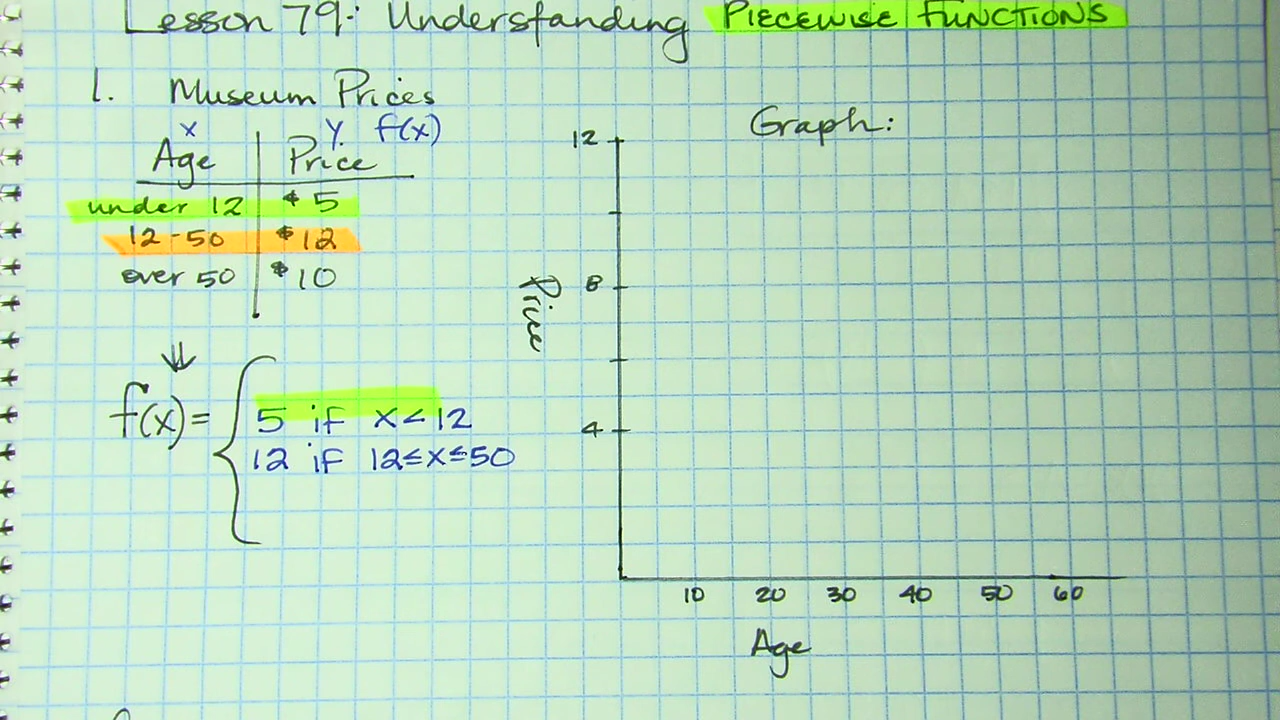 Lesson 79: Understanding PIECEWISE FUNCTIONS
1. Museum Prices
x y f(x)
Age Price
under 12 $5
12-50 $12
over 50 $10
f(x) = { 5 if x < 12
12 if 12 ≤ x ≤ 50
Graph:
12
8
4
Price
10 20 30 40 50 60
Age